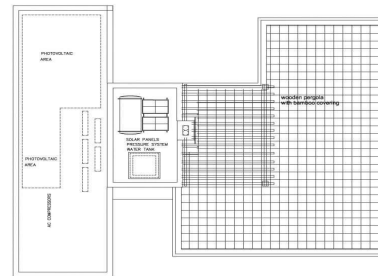 PHOTOVOLTAIC
AREA
wooden pergola
with bamboo covering
SOLAR PANELS
PRESSURE SYSTEM
WATER TANK
PHOTOVOLTAIC
AREA
AC COMPRESSORS